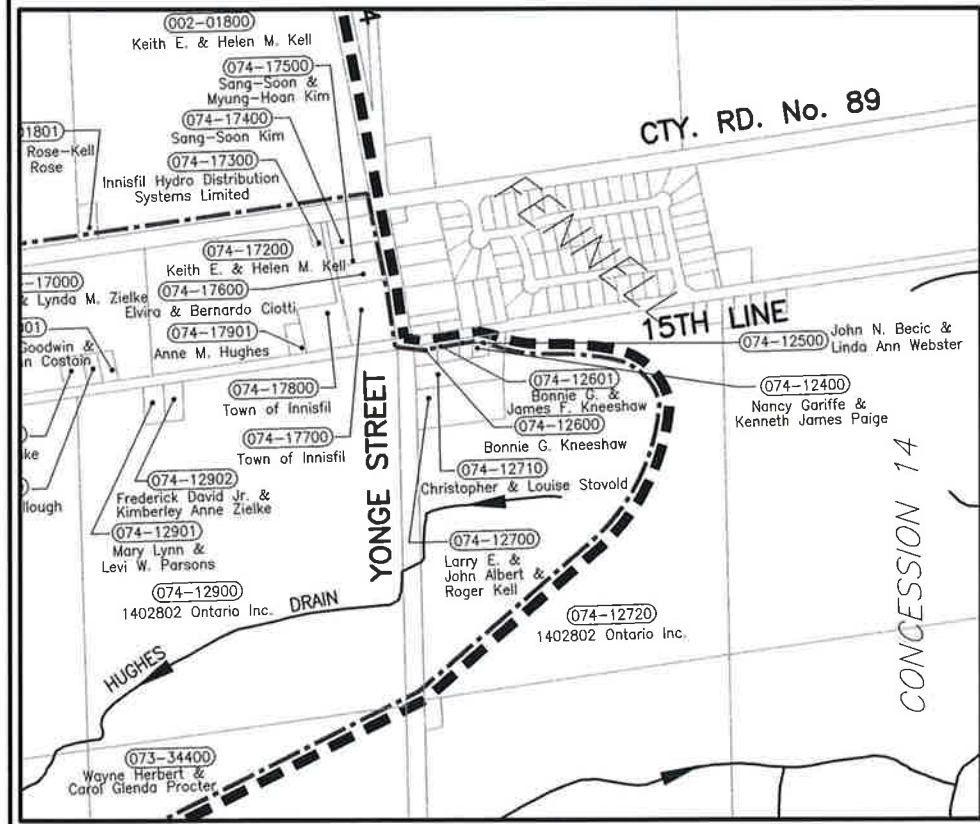 002-01800
Keith E. & Helen M. Kell
4
074-17500
Sang-Soon &
Myung-Hoan Kim
074-17400
Sang-Soon Kim
01801
Rose-Kell
Rose
074-17300
Innisfil Hydro Distribution
Systems Limited
CTY. RD. No. 89
FENNELL
074-17200
Keith E. & Helen M. Kell
-17000
& Lynda M. Zielke
074-17600
Elvira & Bernardo Ciotti
15TH LINE
074-12500
John N. Becic &
Linda Ann Webster
Goodwin &
Costain
074-17901
Anne M. Hughes
074-17800
Town of Innisfil
074-17700
Town of Innisfil
YONGE STREET
074-12601
Bonnie G. &
James F. Kneeshaw
074-12400
Nancy Gariffe &
Kenneth James Paige
074-12600
Bonnie G. Kneeshaw
074-12710
Christopher & Louise Stovold
074-12902
Frederick David Jr. &
Kimberley Anne Zielke
074-12901
Mary Lynn &
Levi W. Parsons
074-12700
Larry E. &
John Albert &
Roger Kell
CONCESSION 14
074-12900
1402802 Ontario Inc.
074-12720
1402802 Ontario Inc.
HUGHES DRAIN
073-34400
Wayne Herbert &
Carol Glenda Procter